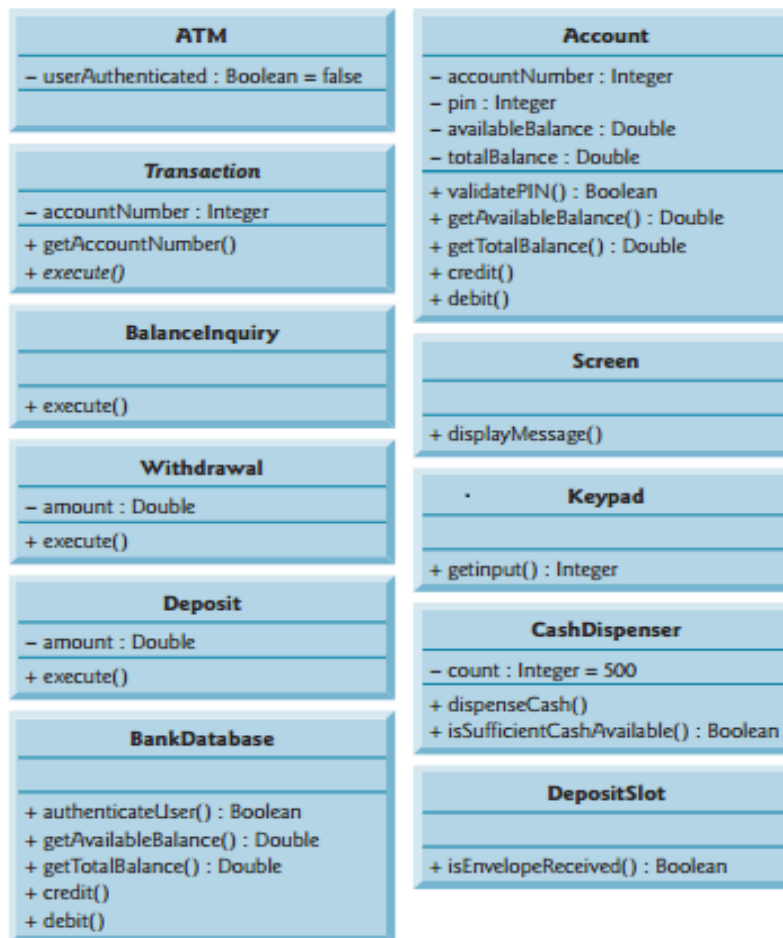 ATM
– userAuthenticated : Boolean = false
Transaction
– accountNumber : Integer
+ getAccountNumber()
+ execute()
BalanceInquiry
+ execute()
Withdrawal
– amount : Double
+ execute()
Deposit
– amount : Double
+ execute()
BankDatabase
+ authenticateUser() : Boolean
+ getAvailableBalance() : Double
+ getTotalBalance() : Double
+ credit()
+ debit()
Account
– accountNumber : Integer
– pin : Integer
– availableBalance : Double
– totalBalance : Double
+ validatePIN() : Boolean
+ getAvailableBalance() : Double
+ getTotalBalance() : Double
+ credit()
+ debit()
Screen
+ displayMessage()
Keypad
+ getinput() : Integer
CashDispenser
– count : Integer = 500
+ dispenseCash()
+ isSufficientCashAvailable() : Boolean
DepositSlot
+ isEnvelopeReceived() : Boolean